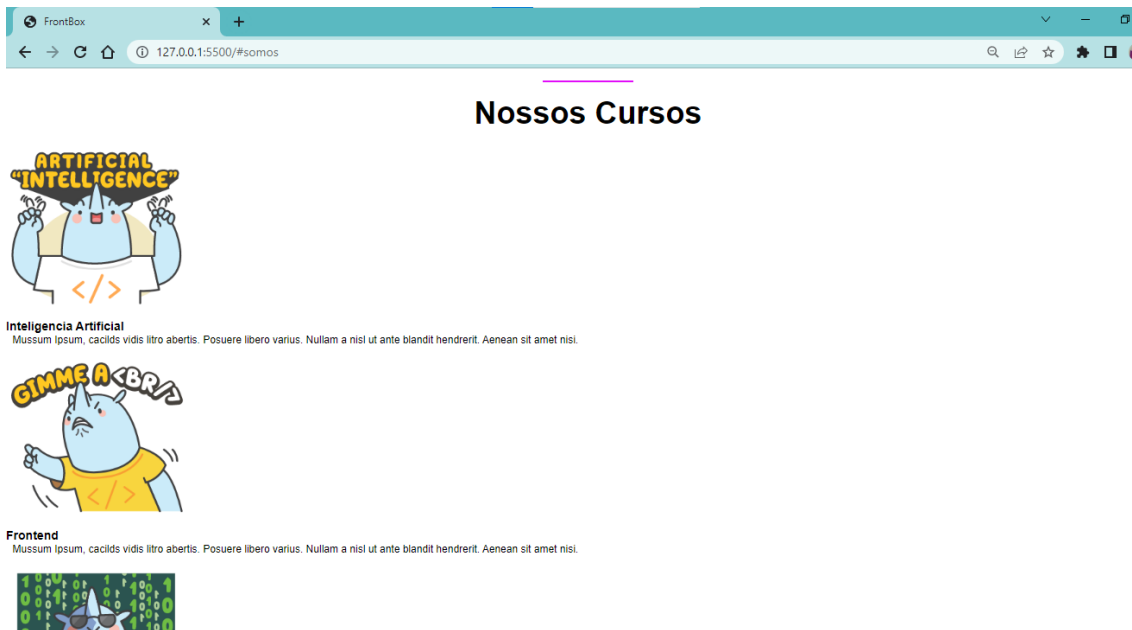 FrontBox
127.0.0.1:5500/#somos
Nossos Cursos
ARTIFICIAL
"INTELLIGENCE"
</>
Inteligencia Artificial
Mussum Ipsum, cacilds vidis litro abertis. Posuere libero varius. Nullam a nisl ut ante blandit hendrerit. Aenean sit amet nisi.
GIMME A <BR/>
</>
Frontend
Mussum Ipsum, cacilds vidis litro abertis. Posuere libero varius. Nullam a nisl ut ante blandit hendrerit. Aenean sit amet nisi.